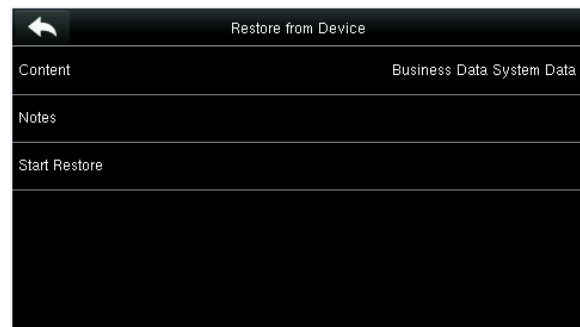 Restore from Device
Content Business Data System Data
Notes
Start Restore